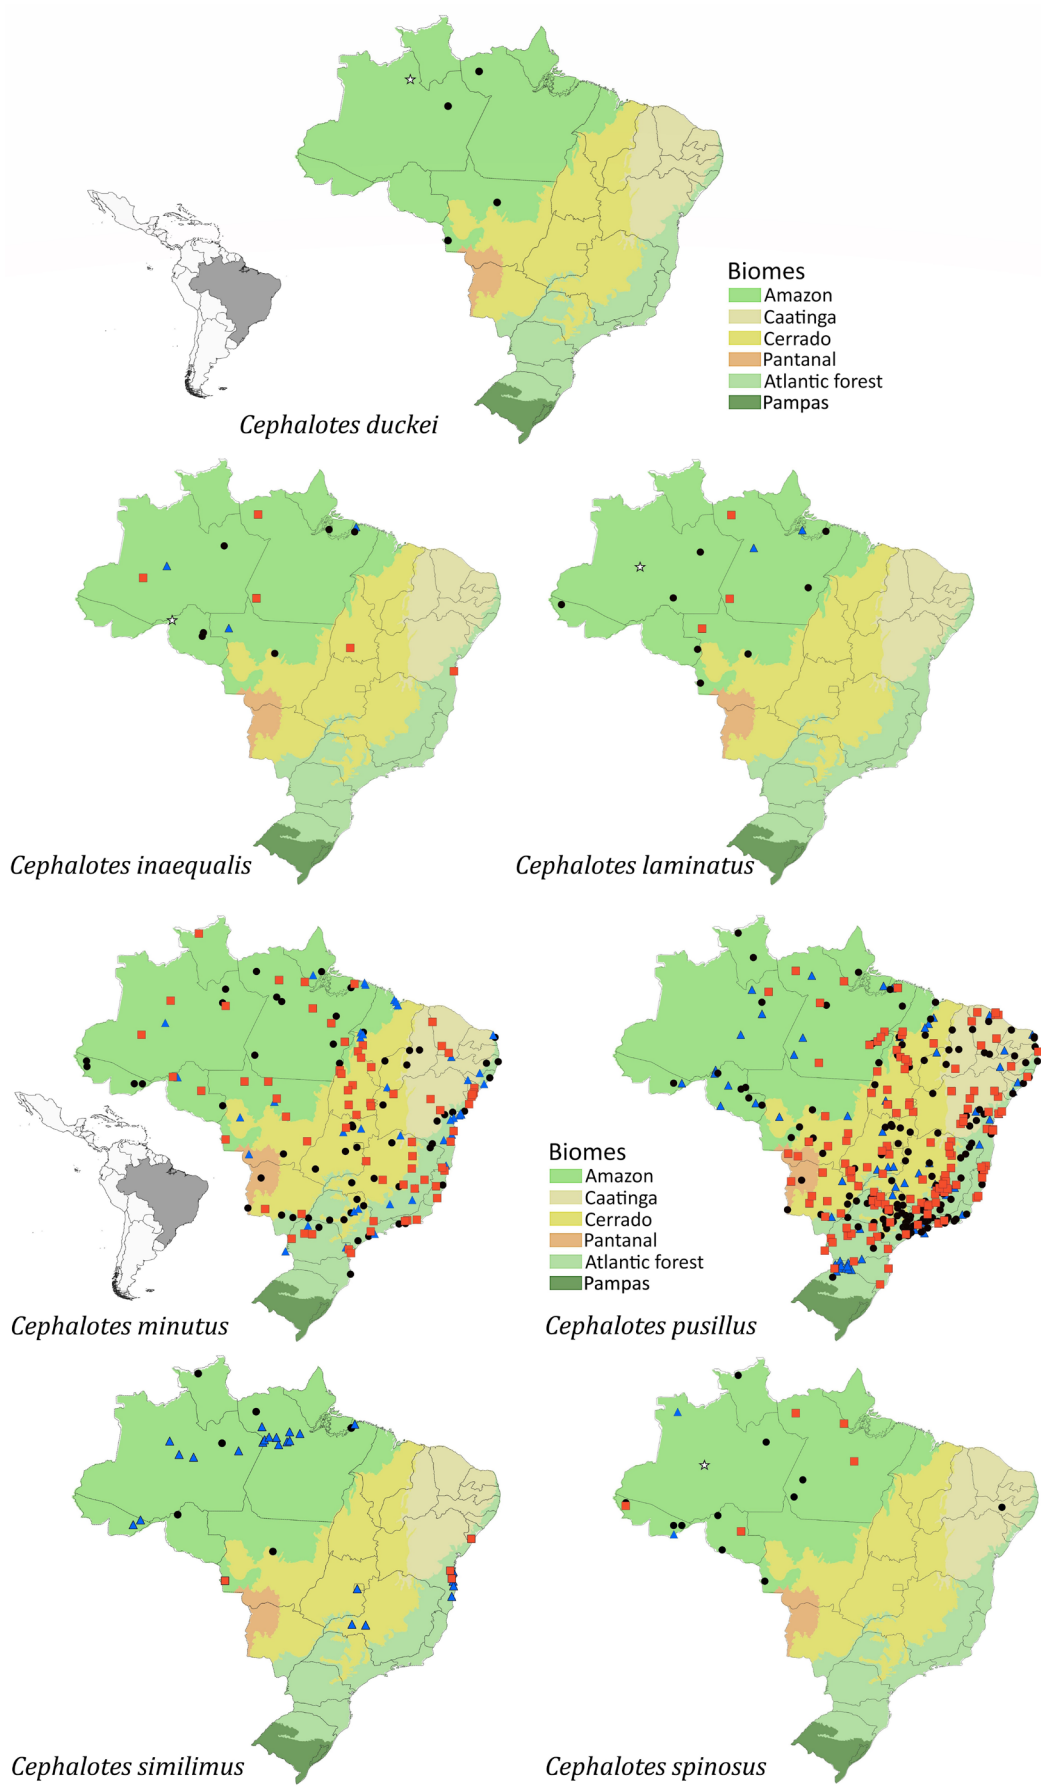 Biomes
Amazon
Caatinga
Cerrado
Pantanal
Atlantic forest
Pampas
Cephalotes duckei
Cephalotes inaequalis
Cephalotes laminatus
Biomes
Amazon
Caatinga
Cerrado
Pantanal
Atlantic forest
Pampas
Cephalotes minutus
Cephalotes pusillus
Cephalotes similimus
Cephalotes spinosus